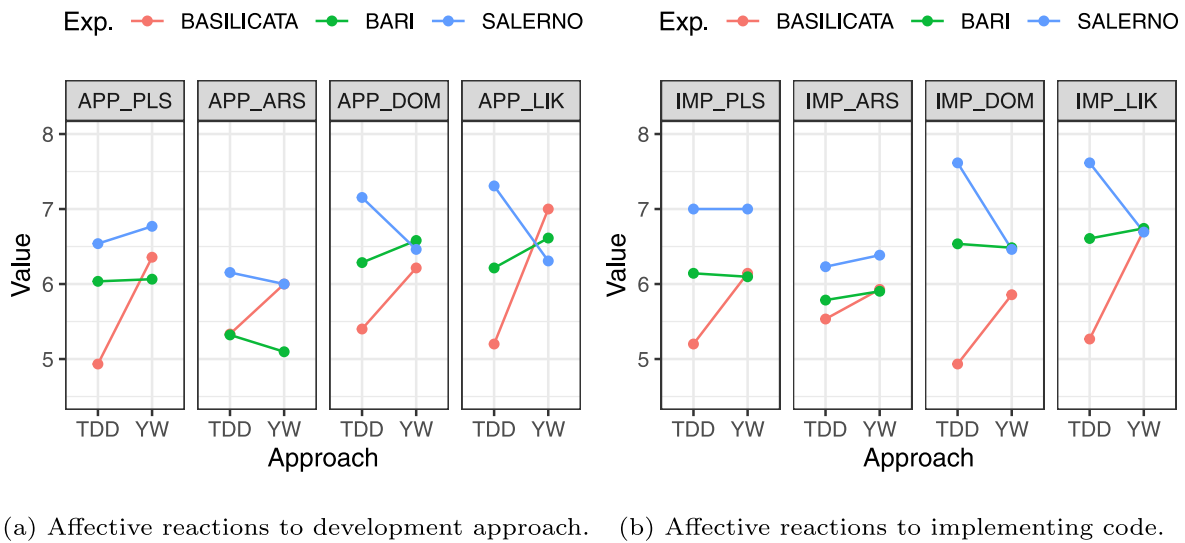 Exp. BASILICATA BARI SALERNO
APP_PLS APP_ARS APP_DOM APP_LIK
8
7
6
5
Value
TDD YW TDD YW TDD YW TDD YW
Approach
(a) Affective reactions to development approach.
Exp. BASILICATA BARI SALERNO
IMP_PLS IMP_ARS IMP_DOM IMP_LIK
8
7
6
5
Value
TDD YW TDD YW TDD YW TDD YW
Approach
(b) Affective reactions to implementing code.